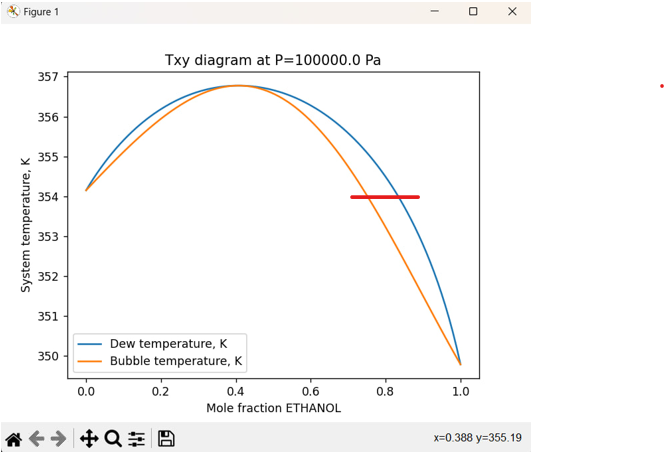 Figure 1
Txy diagram at P=100000.0 Pa
357
356
355
354
353
352
351
350
System temperature, K
Dew temperature, K
Bubble temperature, K
0.0 0.2 0.4 0.6 0.8 1.0
Mole fraction ETHANOL
x=0.388 y=355.19